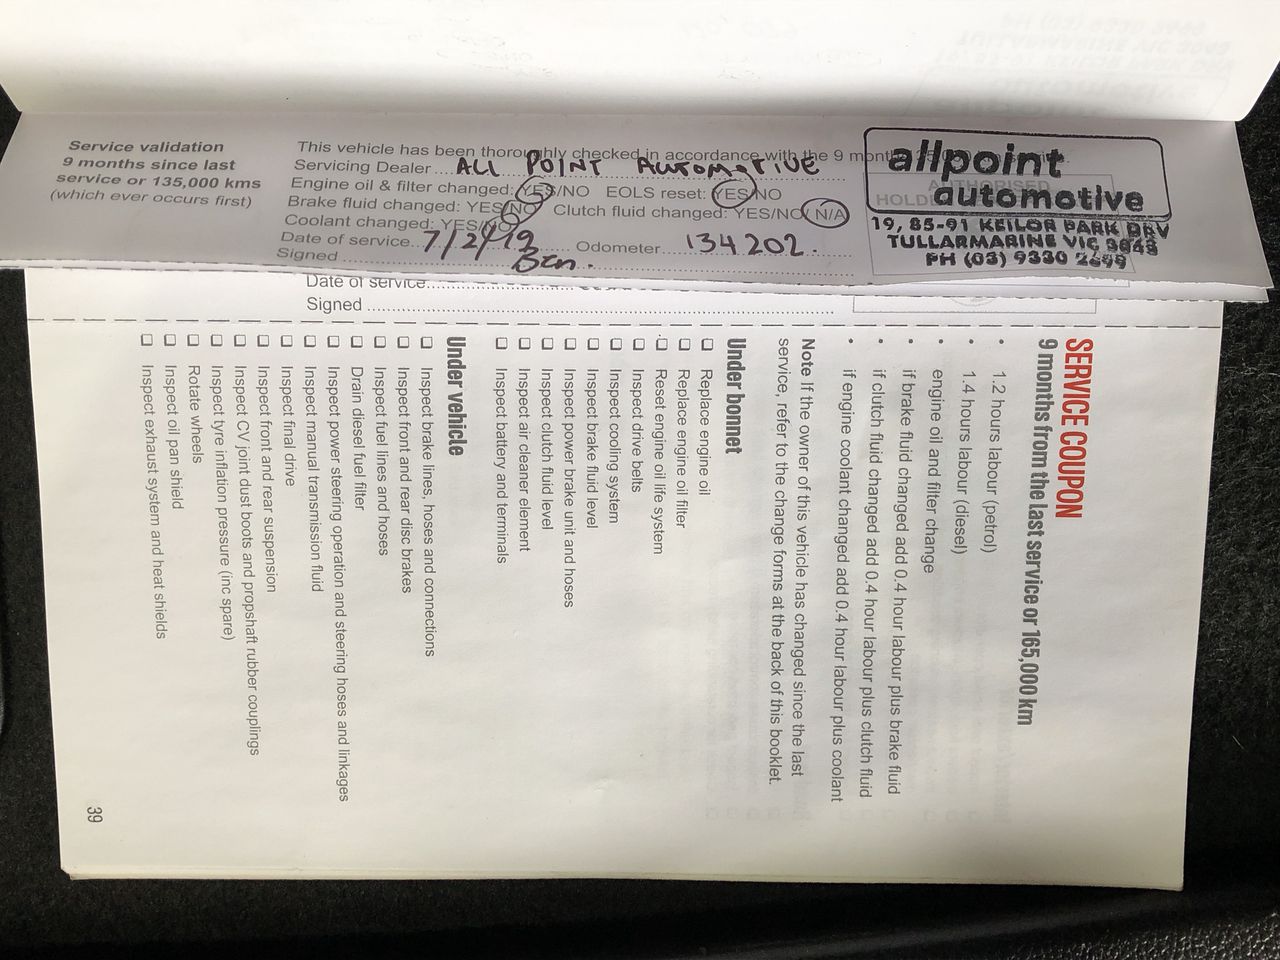 Service validation
9 months since last
service or 135,000 kms
(which ever occurs first)
This vehicle has been thoroughly checked in accordance with the 9 month
Servicing Dealer ... ALL POINT AUTOMOTIVE
Engine oil & filter changed: YES/NO EOLS reset: YES/NO
Brake fluid changed: YES/NO Clutch fluid changed: YES/NO/ N/A
Coolant changed: YES/NO
Date of service... 7/2/19 ... Odometer... 134202.
Signed ... Ben.
allpoint
automotive
19, 85-91 KEILOR PARK DRV
TULLARMARINE VIC 3043
PH (03) 9330 2699
AUTHORISED
HOLD
Date of service...
Signed ...
SERVICE COUPON
9 months from the last service or 165,000 km
• 1.2 hours labour (petrol)
• 1.4 hours labour (diesel)
• engine oil and filter change
• if brake fluid changed add 0.4 hour labour plus brake fluid
• if clutch fluid changed add 0.4 hour labour plus clutch fluid
• if engine coolant changed add 0.4 hour labour plus coolant
Note If the owner of this vehicle has changed since the last
service, refer to the change forms at the back of this booklet.
Under bonnet
❑ Replace engine oil
❑ Replace engine oil filter
❑ Reset engine oil life system
❑ Inspect drive belts
❑ Inspect cooling system
❑ Inspect brake fluid level
❑ Inspect power brake unit and hoses
❑ Inspect clutch fluid level
❑ Inspect air cleaner element
❑ Inspect battery and terminals
Under vehicle
❑ Inspect brake lines, hoses and connections
❑ Inspect front and rear disc brakes
❑ Inspect fuel lines and hoses
❑ Drain diesel fuel filter
❑ Inspect power steering operation and steering hoses and linkages
❑ Inspect manual transmission fluid
❑ Inspect final drive
❑ Inspect front and rear suspension
❑ Inspect CV joint dust boots and propshaft rubber couplings
❑ Inspect tyre inflation pressure (inc spare)
❑ Rotate wheels
❑ Inspect oil pan shield
❑ Inspect exhaust system and heat shields
39